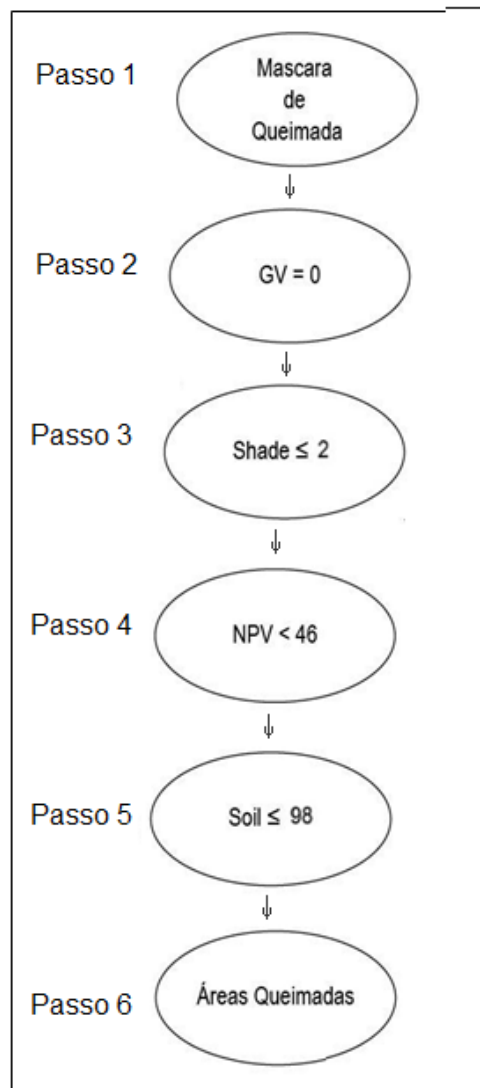 Passo 1
Mascara
de
Queimada
Passo 2
GV = 0
Passo 3
Shade ≤ 2
Passo 4
NPV < 46
Passo 5
Soil ≤ 98
Passo 6
Áreas Queimadas